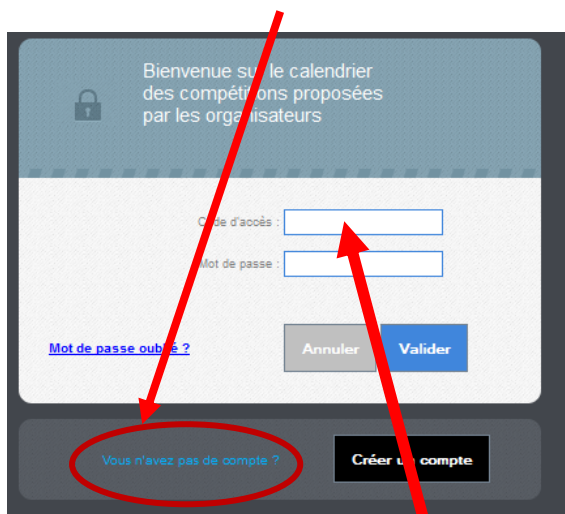 Bienvenue sur le calendrier
des compétitons proposées
par les organisateurs
Code d'accès :
Mot de passe :
Mot de passe oublié ?
Annuler
Valider
Vous n'avez pas de compte ?
Créer un compte